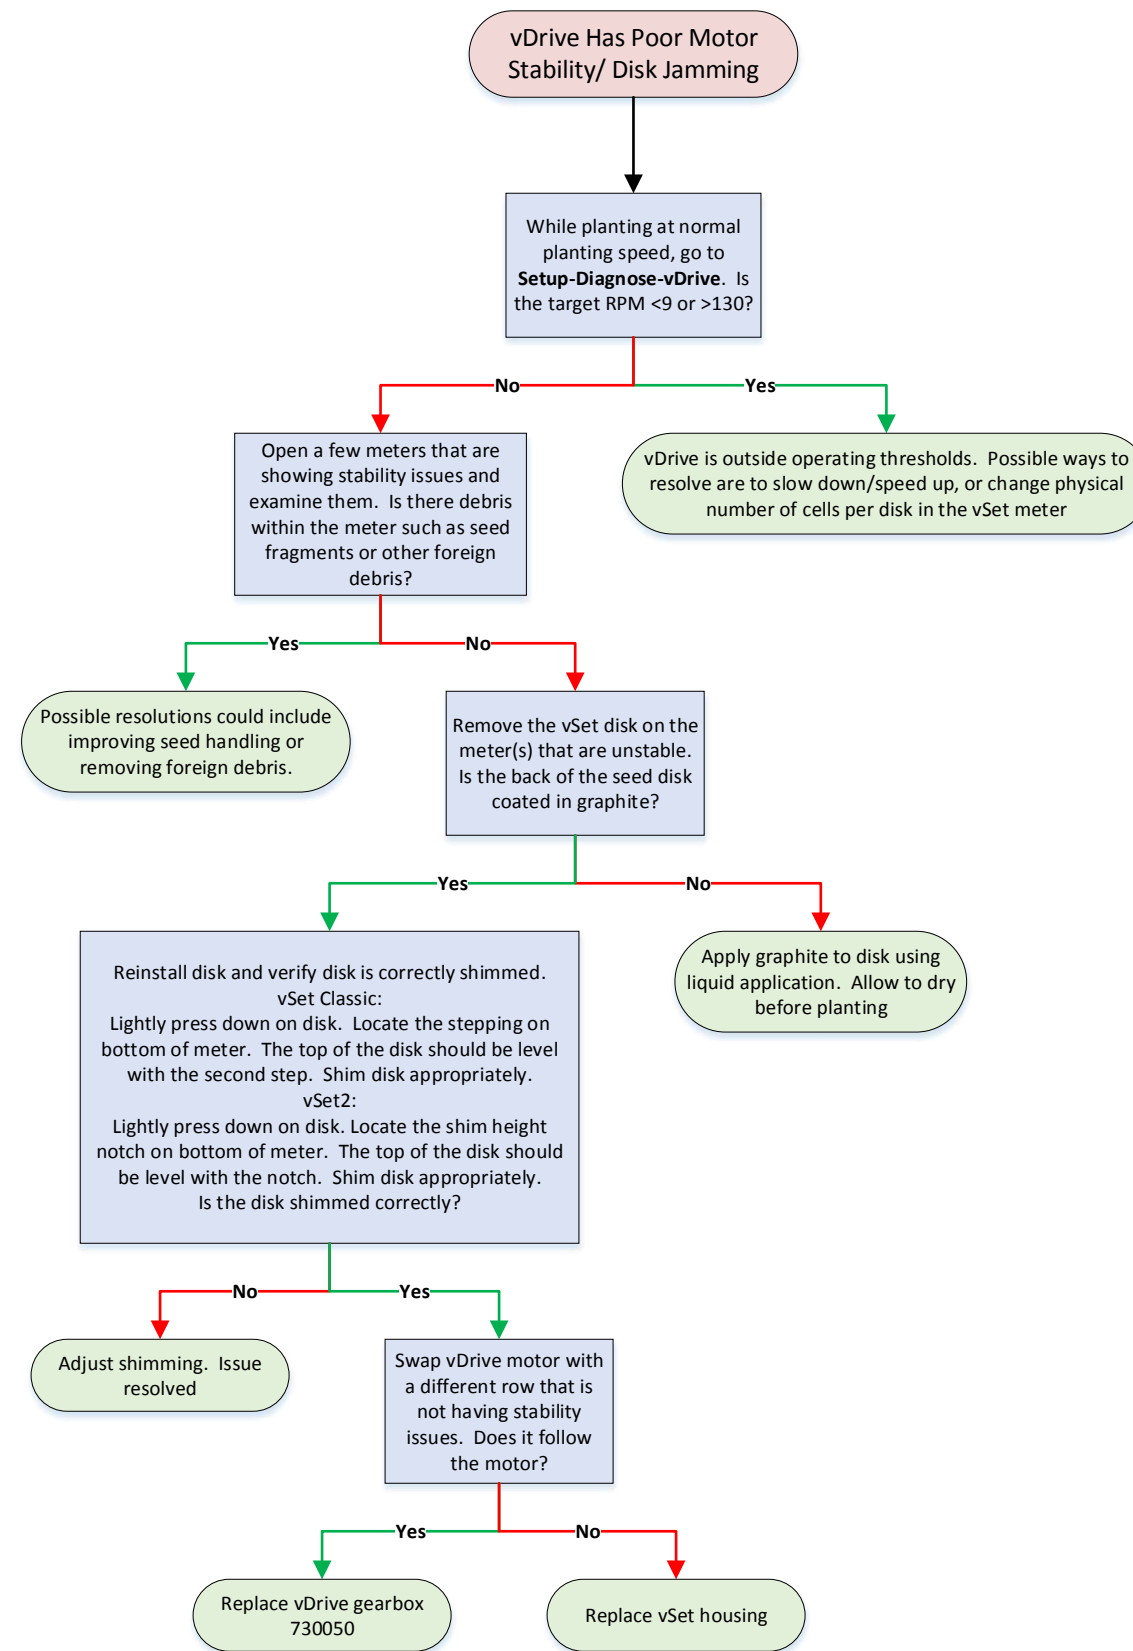 vDrive Has Poor Motor
Stability/ Disk Jamming
While planting at normal
planting speed, go to
Setup-Diagnose-vDrive.  Is
the target RPM <9 or >130?
No
Yes
Open a few meters that are
showing stability issues and
examine them.  Is there debris
within the meter such as seed
fragments or other foreign
debris?
vDrive is outside operating thresholds.  Possible ways to
resolve are to slow down/speed up, or change physical
number of cells per disk in the vSet meter
Yes
No
Possible resolutions could include
improving seed handling or
removing foreign debris.
Remove the vSet disk on the
meter(s) that are unstable.
Is the back of the seed disk
coated in graphite?
Yes
No
Reinstall disk and verify disk is correctly shimmed.
vSet Classic:
Lightly press down on disk.  Locate the stepping on
bottom of meter.  The top of the disk should be level
with the second step.  Shim disk appropriately.
vSet2:
Lightly press down on disk. Locate the shim height
notch on bottom of meter.  The top of the disk should
be level with the notch.  Shim disk appropriately.
Is the disk shimmed correctly?
Apply graphite to disk using
liquid application.  Allow to dry
before planting
No
Yes
Adjust shimming.  Issue
resolved
Swap vDrive motor with
a different row that is
not having stability
issues.  Does it follow
the motor?
Yes
No
Replace vDrive gearbox
730050
Replace vSet housing